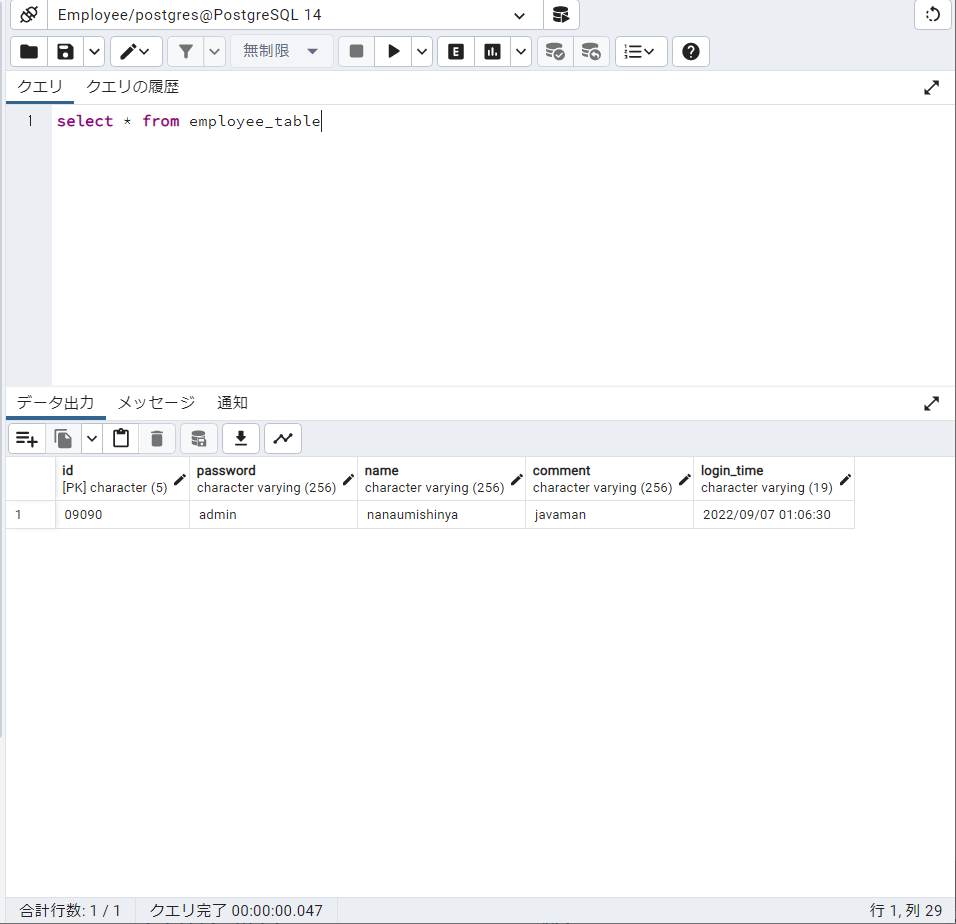 Employee/postgres@PostgreSQL 14
無制限
E
クエリ クエリの履歴
1 select * from employee_table
データ出力 メッセージ 通知
id password name comment login_time
[PK] character (5) character varying (256) character varying (256) character varying (256) character varying (19)
1 09090 admin nanaumishinya javaman 2022/09/07 01:06:30
合計行数: 1 / 1 クエリ完了 00:00:00.047 行 1, 列 29